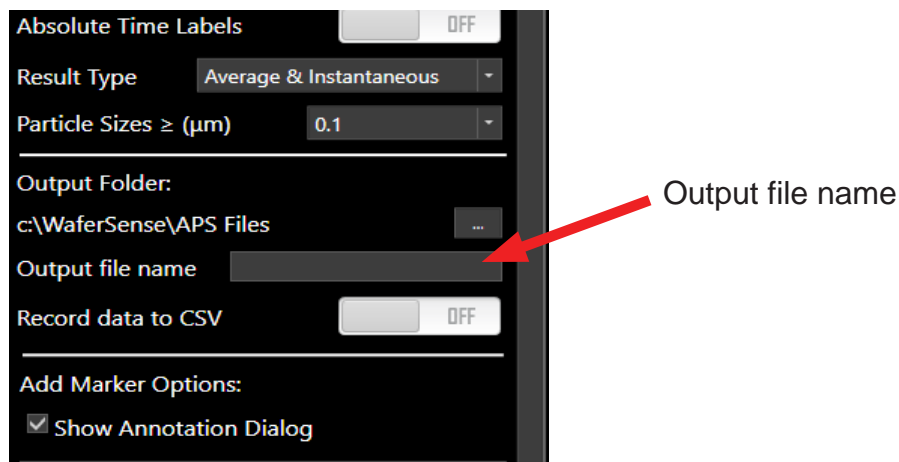 Absolute Time Labels OFF
Result Type Average & Instantaneous
Particle Sizes ≥ (µm) 0.1
Output Folder:
c:\WaferSense\APS Files ...
Output file name
Record data to CSV OFF
Add Marker Options:
Show Annotation Dialog
Output file name